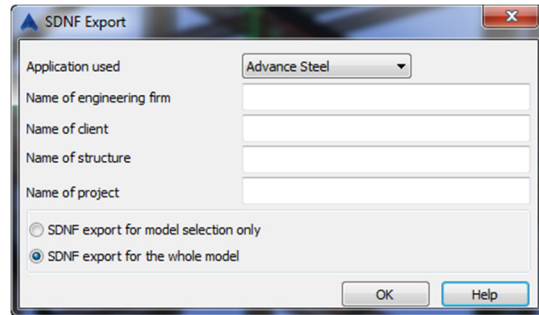 SDNF Export
Application used Advance Steel
Name of engineering firm
Name of client
Name of structure
Name of project
SDNF export for model selection only
SDNF export for the whole model
OK Help